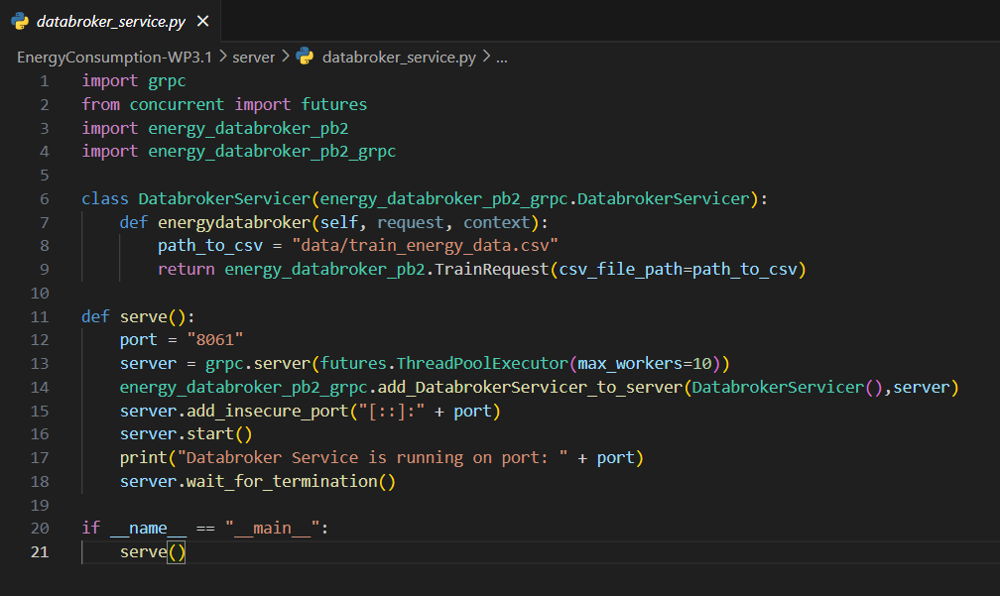 databroker_service.py ×
EnergyConsumption-WP3.1 > server > databroker_service.py > ...
1 import grpc
2 from concurrent import futures
3 import energy_databroker_pb2
4 import energy_databroker_pb2_grpc
5
6 class DatabrokerServicer(energy_databroker_pb2_grpc.DatabrokerServicer):
7     def energydatabroker(self, request, context):
8         path_to_csv = "data/train_energy_data.csv"
9         return energy_databroker_pb2.TrainRequest(csv_file_path=path_to_csv)
10
11 def serve():
12     port = "8061"
13     server = grpc.server(futures.ThreadPoolExecutor(max_workers=10))
14     energy_databroker_pb2_grpc.add_DatabrokerServicer_to_server(DatabrokerServicer(),server)
15     server.add_insecure_port("[::]:" + port)
16     server.start()
17     print("Databroker Service is running on port: " + port)
18     server.wait_for_termination()
19
20 if __name__ == "__main__":
21     serve()